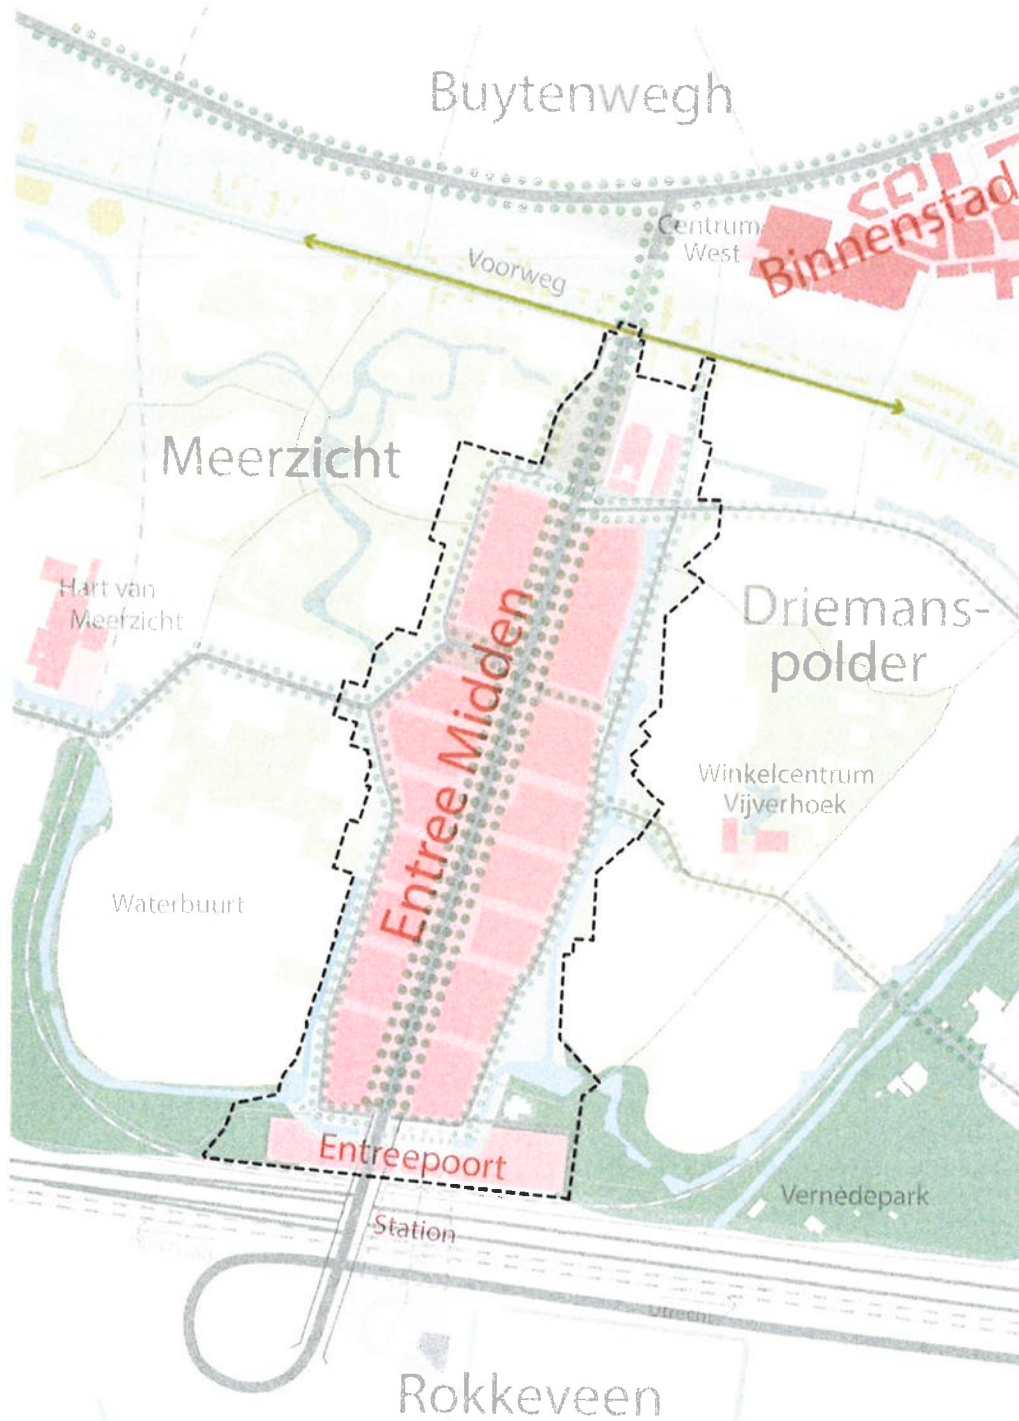 Buytenwegh
Centrum
West
Binnenstad
Voorweg
Meerzicht
Hart van
Meerzicht
Driemans-
polder
Entree Midden
Winkelcentrum
Vijverhoek
Waterbuurt
Entreepoort
Vernèdepark
Station
Utrecht
Rokkeveen